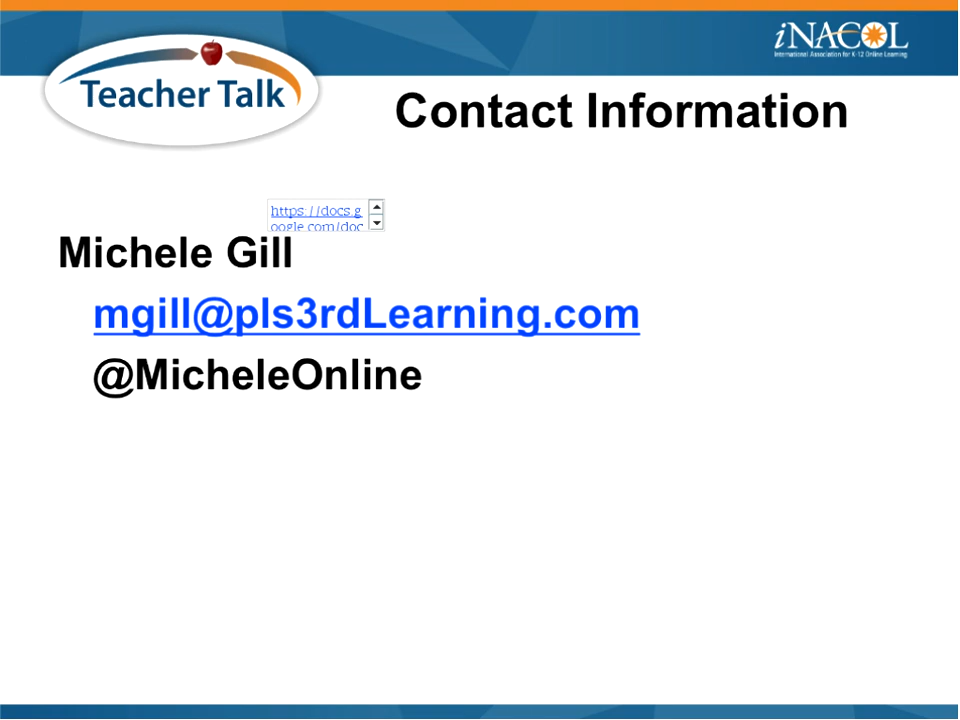 iNACOL
International Association for K-12 Online Learning
Teacher Talk
Contact Information
https://docs.g
oogle.com/doc
Michele Gill
mgill@pls3rdLearning.com
@MicheleOnline